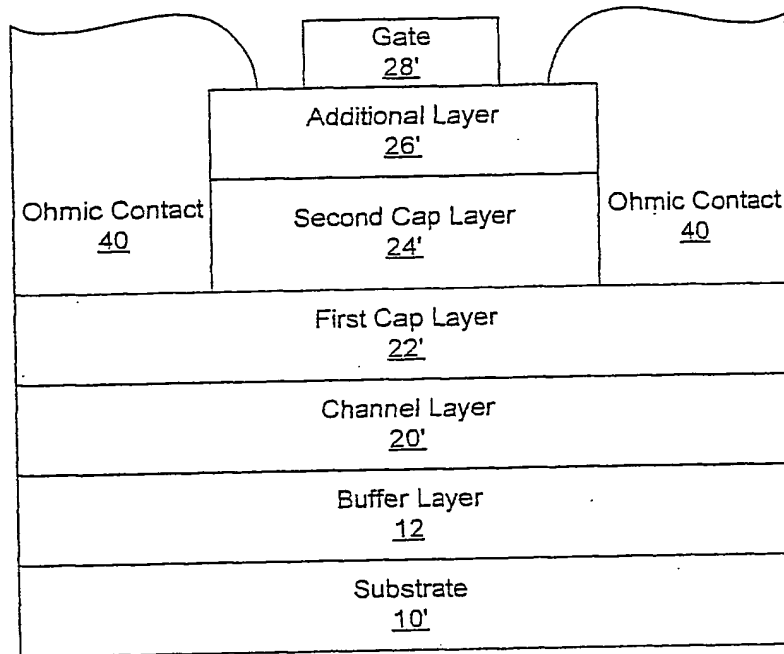 Gate
28'
Additional Layer
26'
Ohmic Contact
40
Second Cap Layer
24'
Ohmic Contact
40
First Cap Layer
22'
Channel Layer
20'
Buffer Layer
12
Substrate
10'